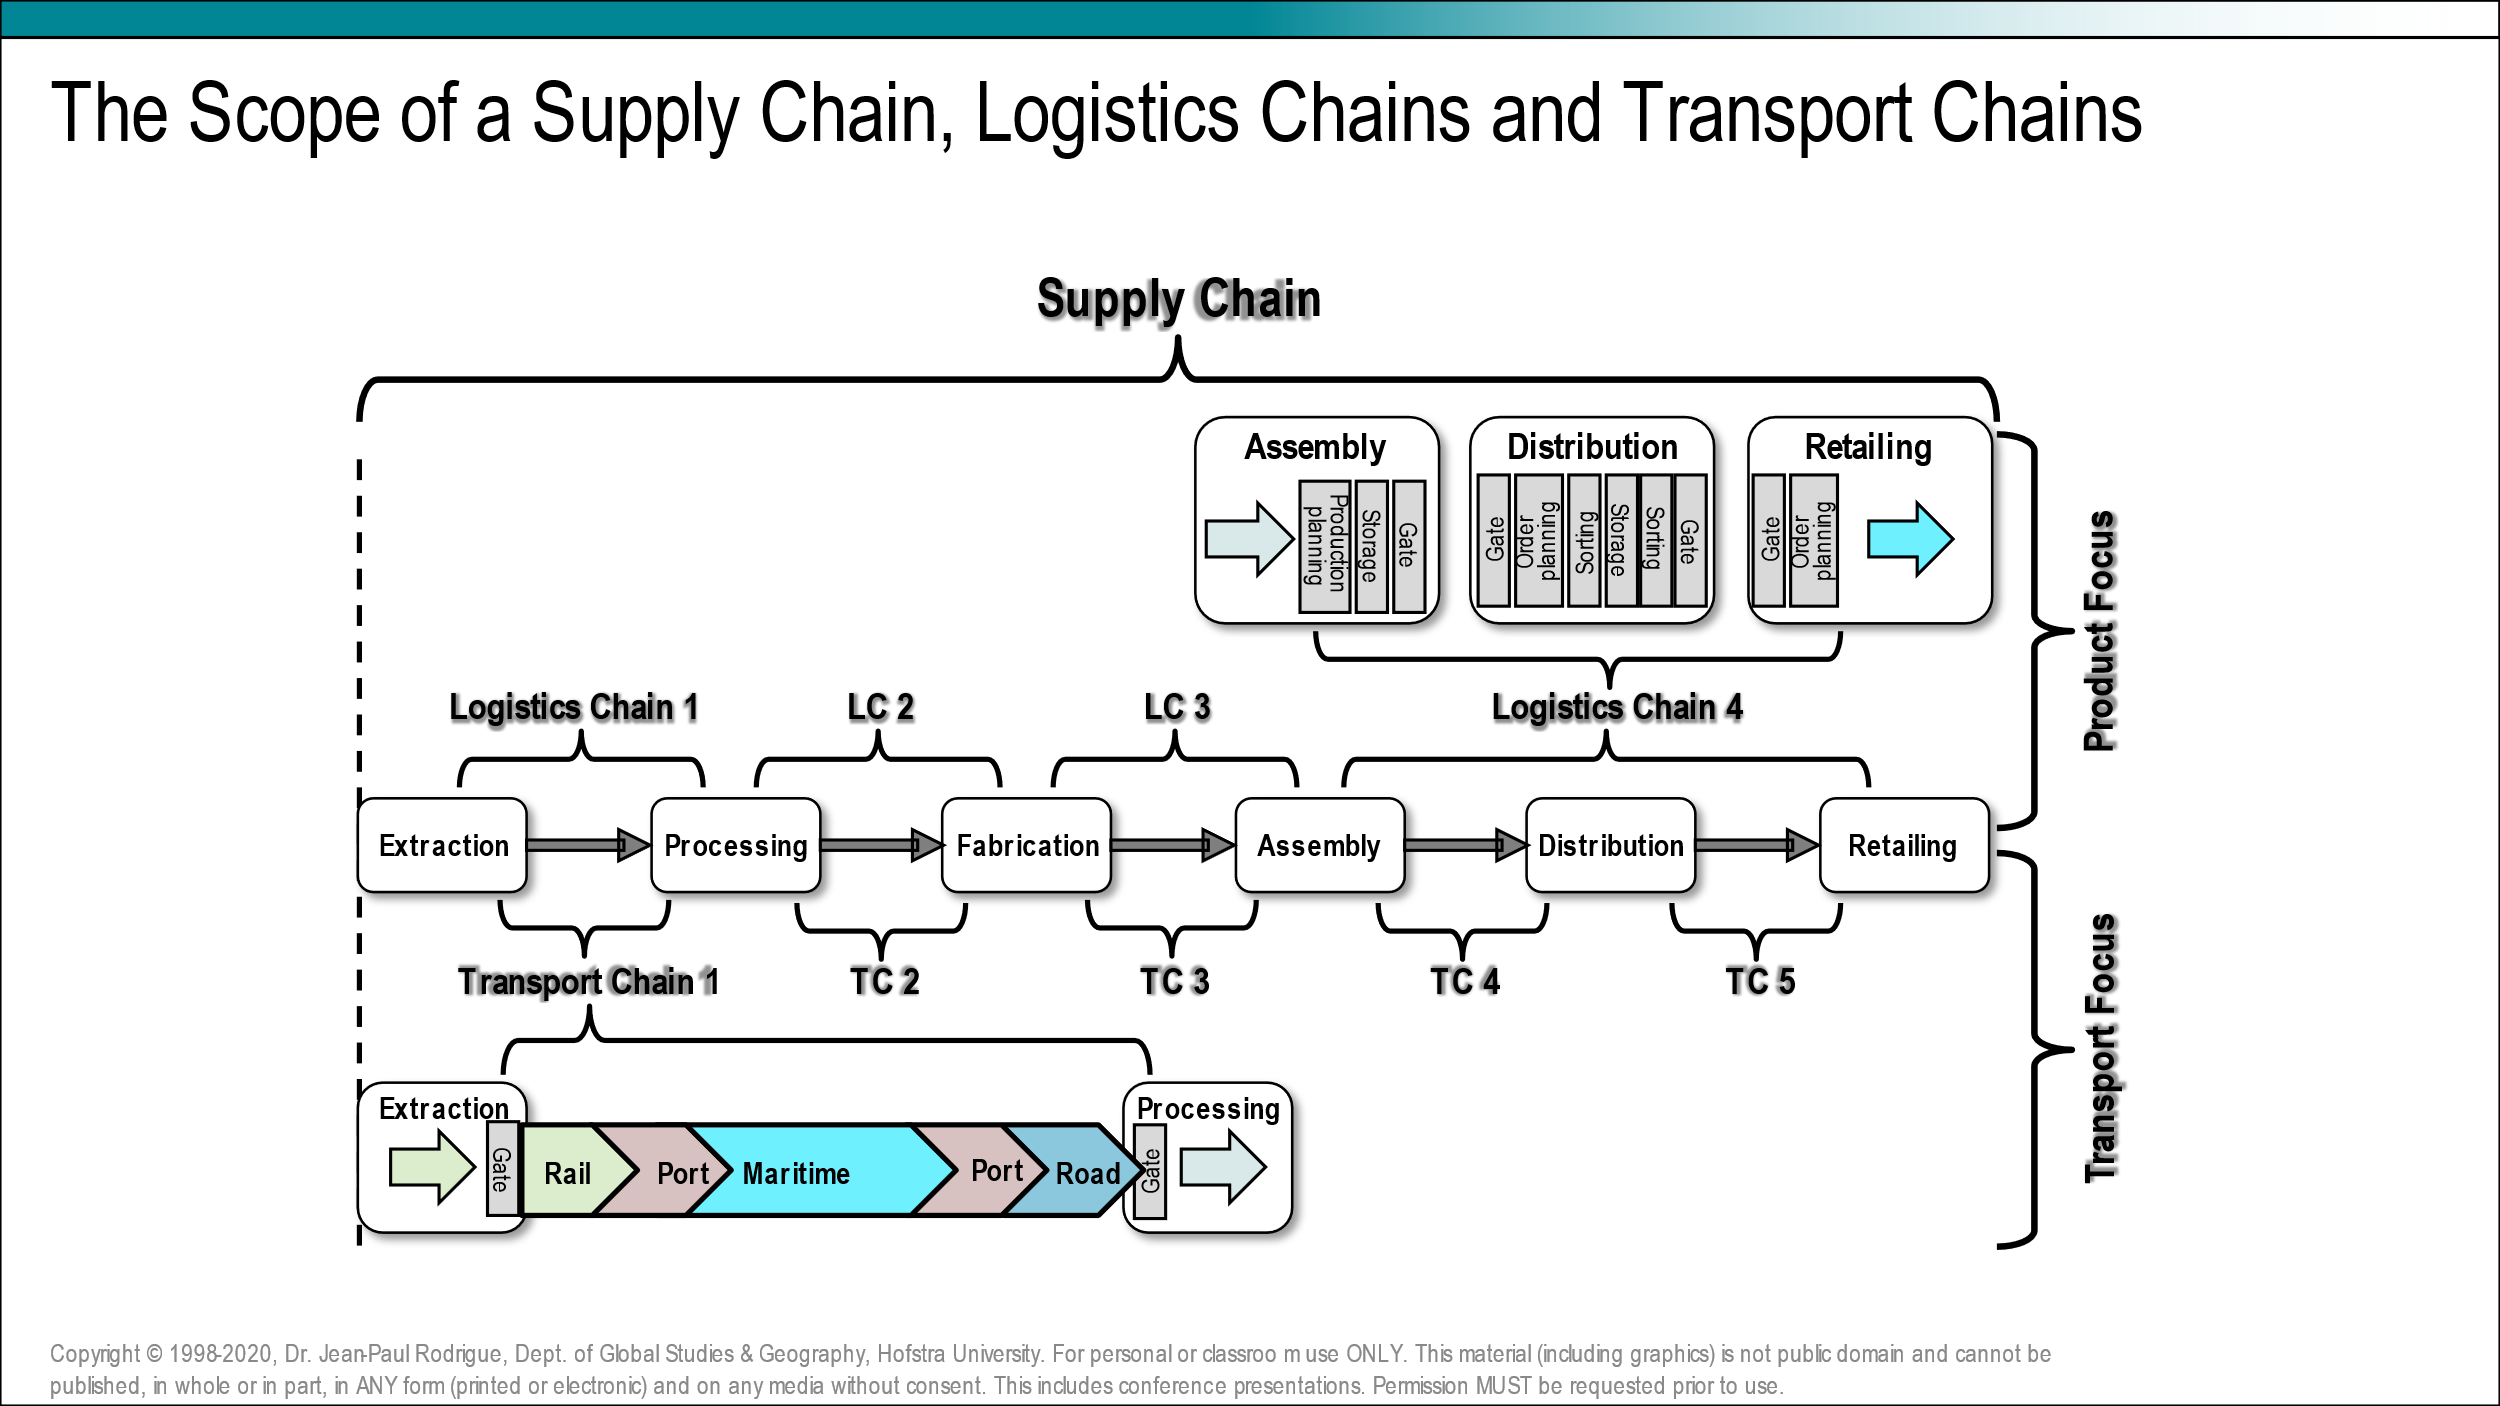 The Scope of a Supply Chain, Logistics Chains and Transport Chains
Supply Chain
Assembly
Production
planning
Storage
Gate
Distribution
Gate
Order
planning
Sorting
Storage
Sorting
Gate
Retailing
Gate
Order
planning
Product Focus
Logistics Chain 1
LC 2
LC 3
Logistics Chain 4
Extraction
Processing
Fabrication
Assembly
Distribution
Retailing
Transport Chain 1
TC 2
TC 3
TC 4
TC 5
Transport Focus
Extraction
Gate
Rail
Port
Maritime
Port
Road
Processing
Gate
Copyright © 1998-2020, Dr. Jean-Paul Rodrigue, Dept. of Global Studies & Geography, Hofstra University. For personal or classroo m use ONLY. This material (including graphics) is not public domain and cannot be
published, in whole or in part, in ANY form (printed or electronic) and on any media without consent. This includes conference presentations. Permission MUST be requested prior to use.